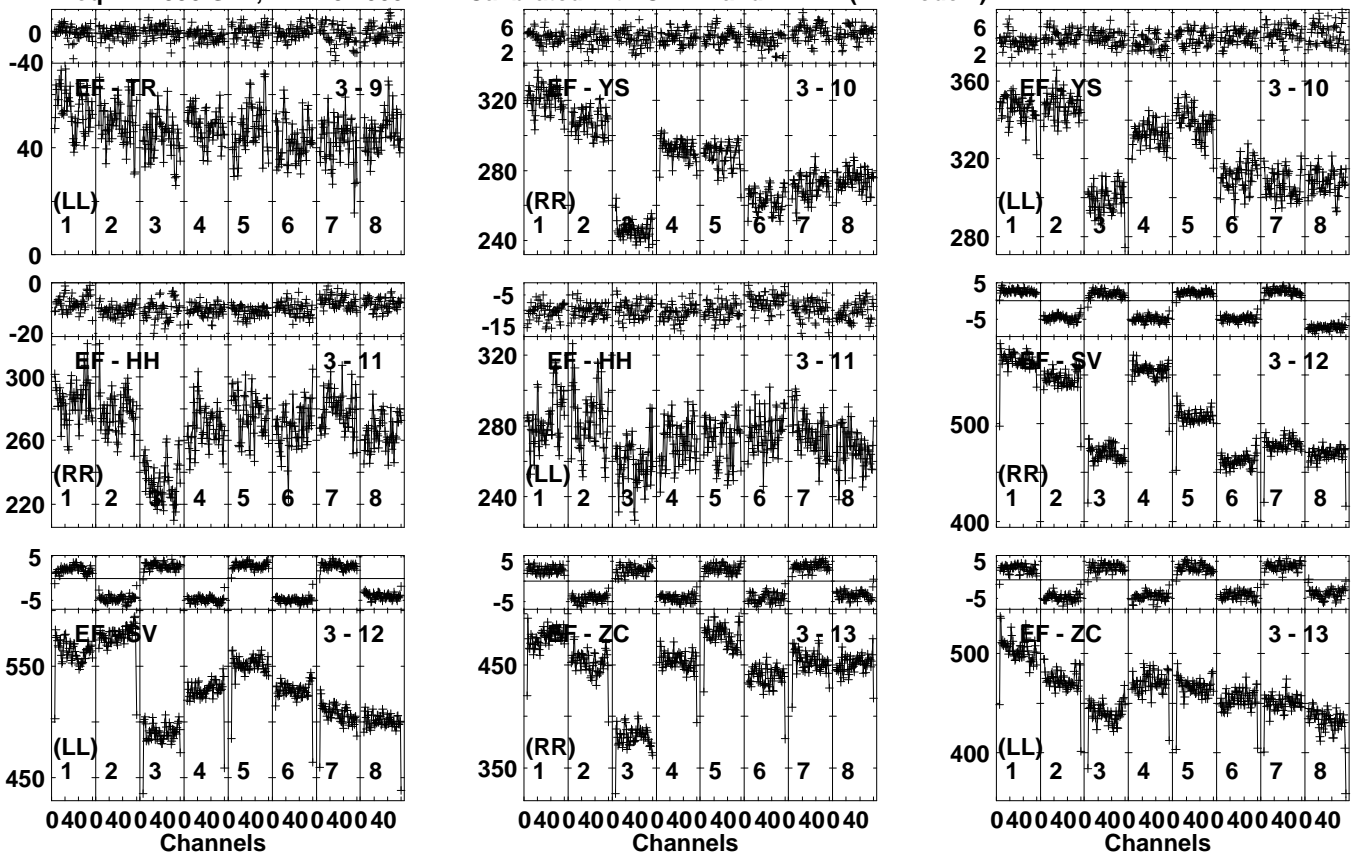 0
-40
EF - TR 3 - 9
40
(LL)
1 2 3 4 5 6 7 8
0
6
2
EF - YS 3 - 10
320
280
(RR)
1 2 3 4 5 6 7 8
240
6
2
360
EF - YS 3 - 10
320
(LL)
1 2 3 4 5 6 7 8
280
0
-20
EF - HH 3 - 11
300
260
(RR)
1 2 3 4 5 6 7 8
220
-5
-15
320
EF - HH 3 - 11
280
(LL)
1 2 3 4 5 6 7 8
240
5
-5
EF - SV 3 - 12
500
(RR)
1 2 3 4 5 6 7 8
400
5
-5
EF - SV 3 - 12
550
(LL)
1 2 3 4 5 6 7 8
450
0 40 0 40 0 40 0 40 0 40 0 40 0 40 0 40
Channels
5
-5
EF - ZC 3 - 13
450
(RR)
1 2 3 4 5 6 7 8
350
0 40 0 40 0 40 0 40 0 40 0 40 0 40 0 40
Channels
5
-5
EF - ZC 3 - 13
500
(LL)
400
1 2 3 4 5 6 7 8
0 40 0 40 0 40 0 40 0 40 0 40 0 40 0 40
Channels